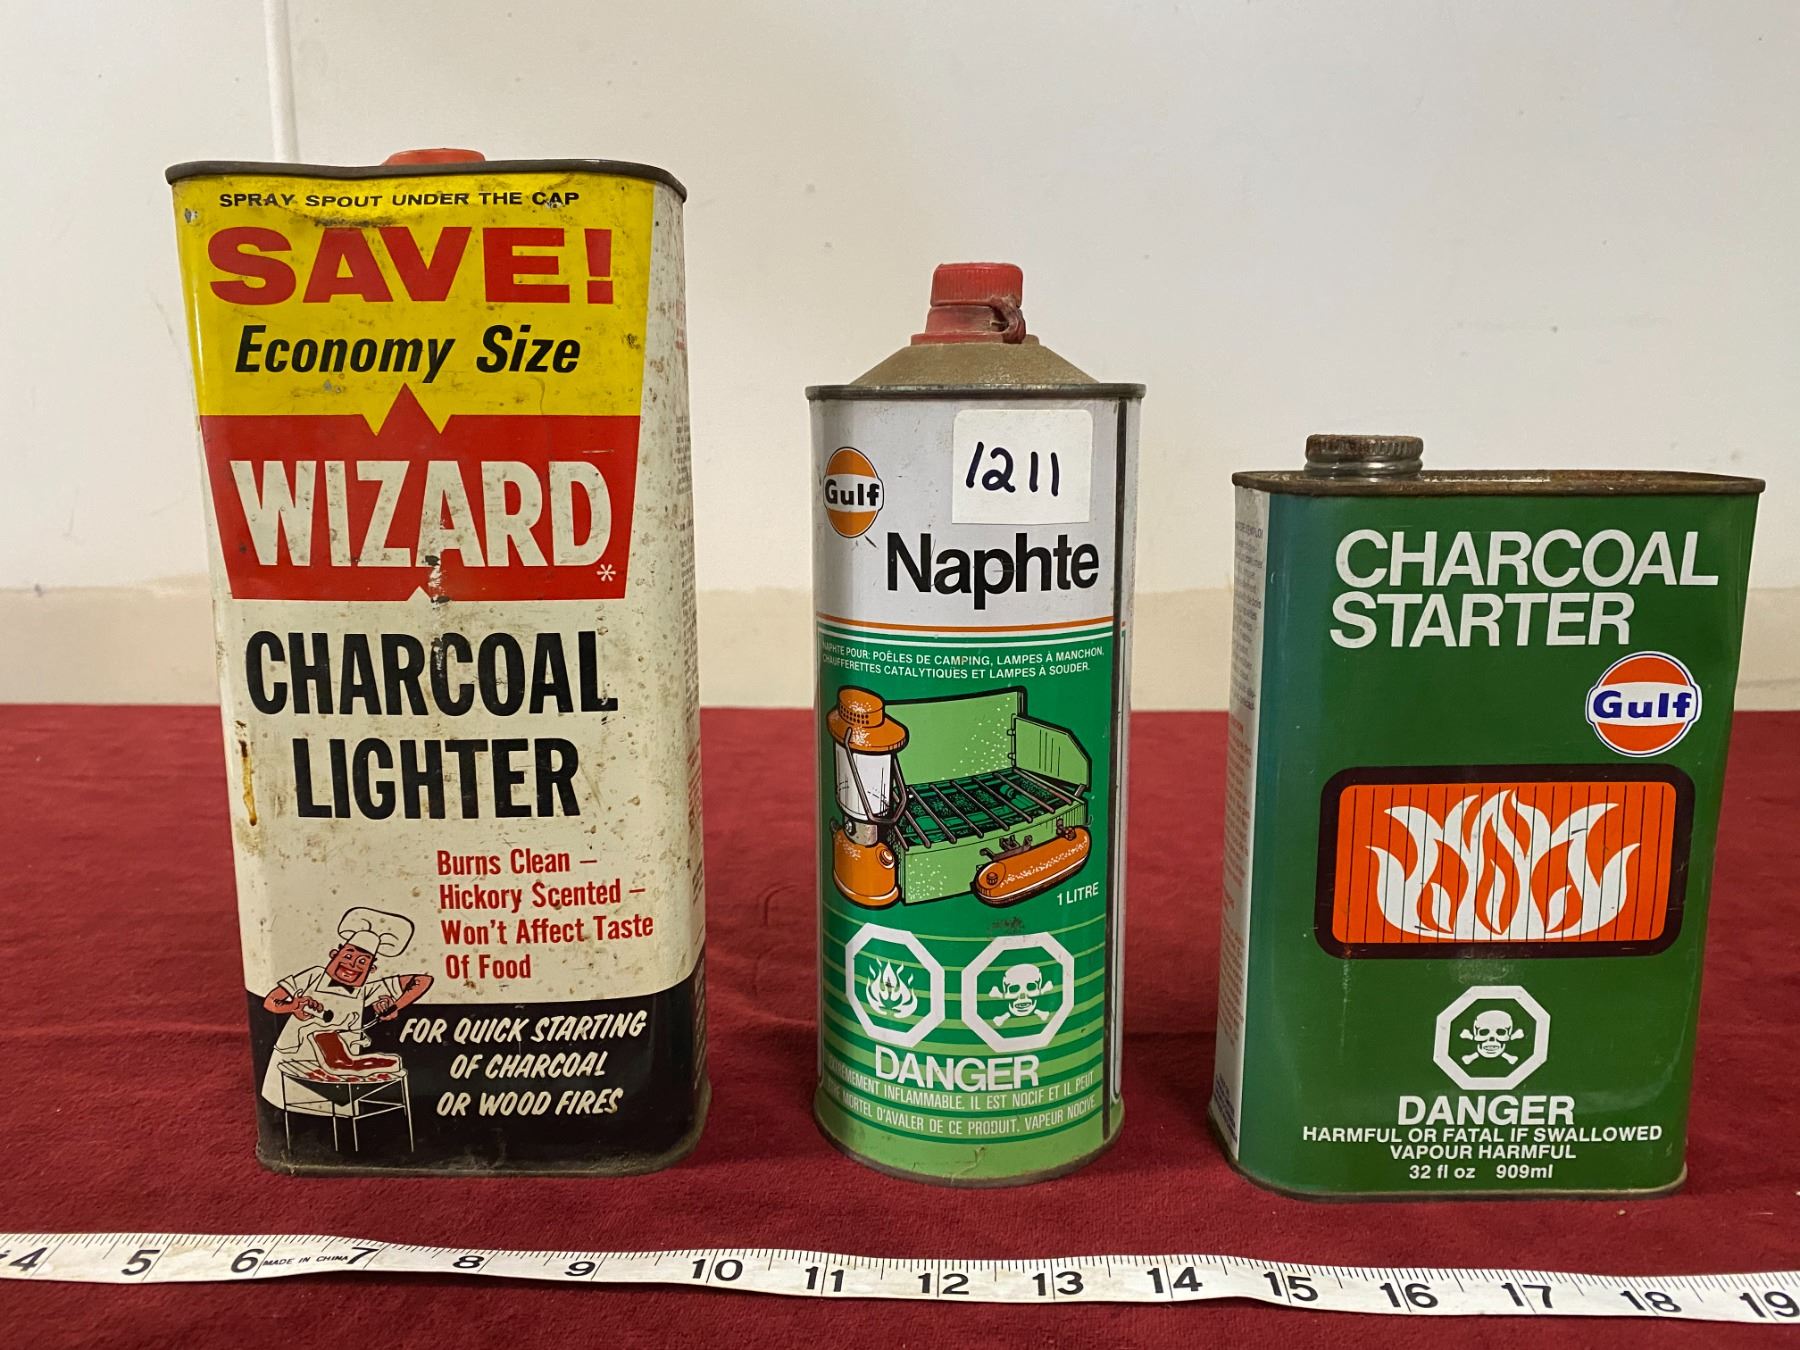 SPRAY SPOUT UNDER THE CAP
SAVE!
Economy Size
WIZARD*
CHARCOAL
LIGHTER
Burns Clean –
Hickory Scented –
Won't Affect Taste
Of Food
FOR QUICK STARTING
OF CHARCOAL
OR WOOD FIRES
1211
Gulf
Naphte
NAPHTE POUR: POÊLES DE CAMPING, LAMPES À MANCHON,
CHAUFFERETTES CATALYTIQUES ET LAMPES À SOUDER.
1 LITRE
DANGER
EXTRÊMEMENT INFLAMMABLE. IL EST NOCIF ET IL PEUT
ÊTRE MORTEL D'AVALER DE CE PRODUIT. VAPEUR NOCIVE
CHARCOAL
STARTER
Gulf
DANGER
HARMFUL OR FATAL IF SWALLOWED
VAPOUR HARMFUL
32 fl oz 909ml
4 5 6 MADE IN CHINA 7 8 9 10 11 12 13 14 15 16 17 18 19